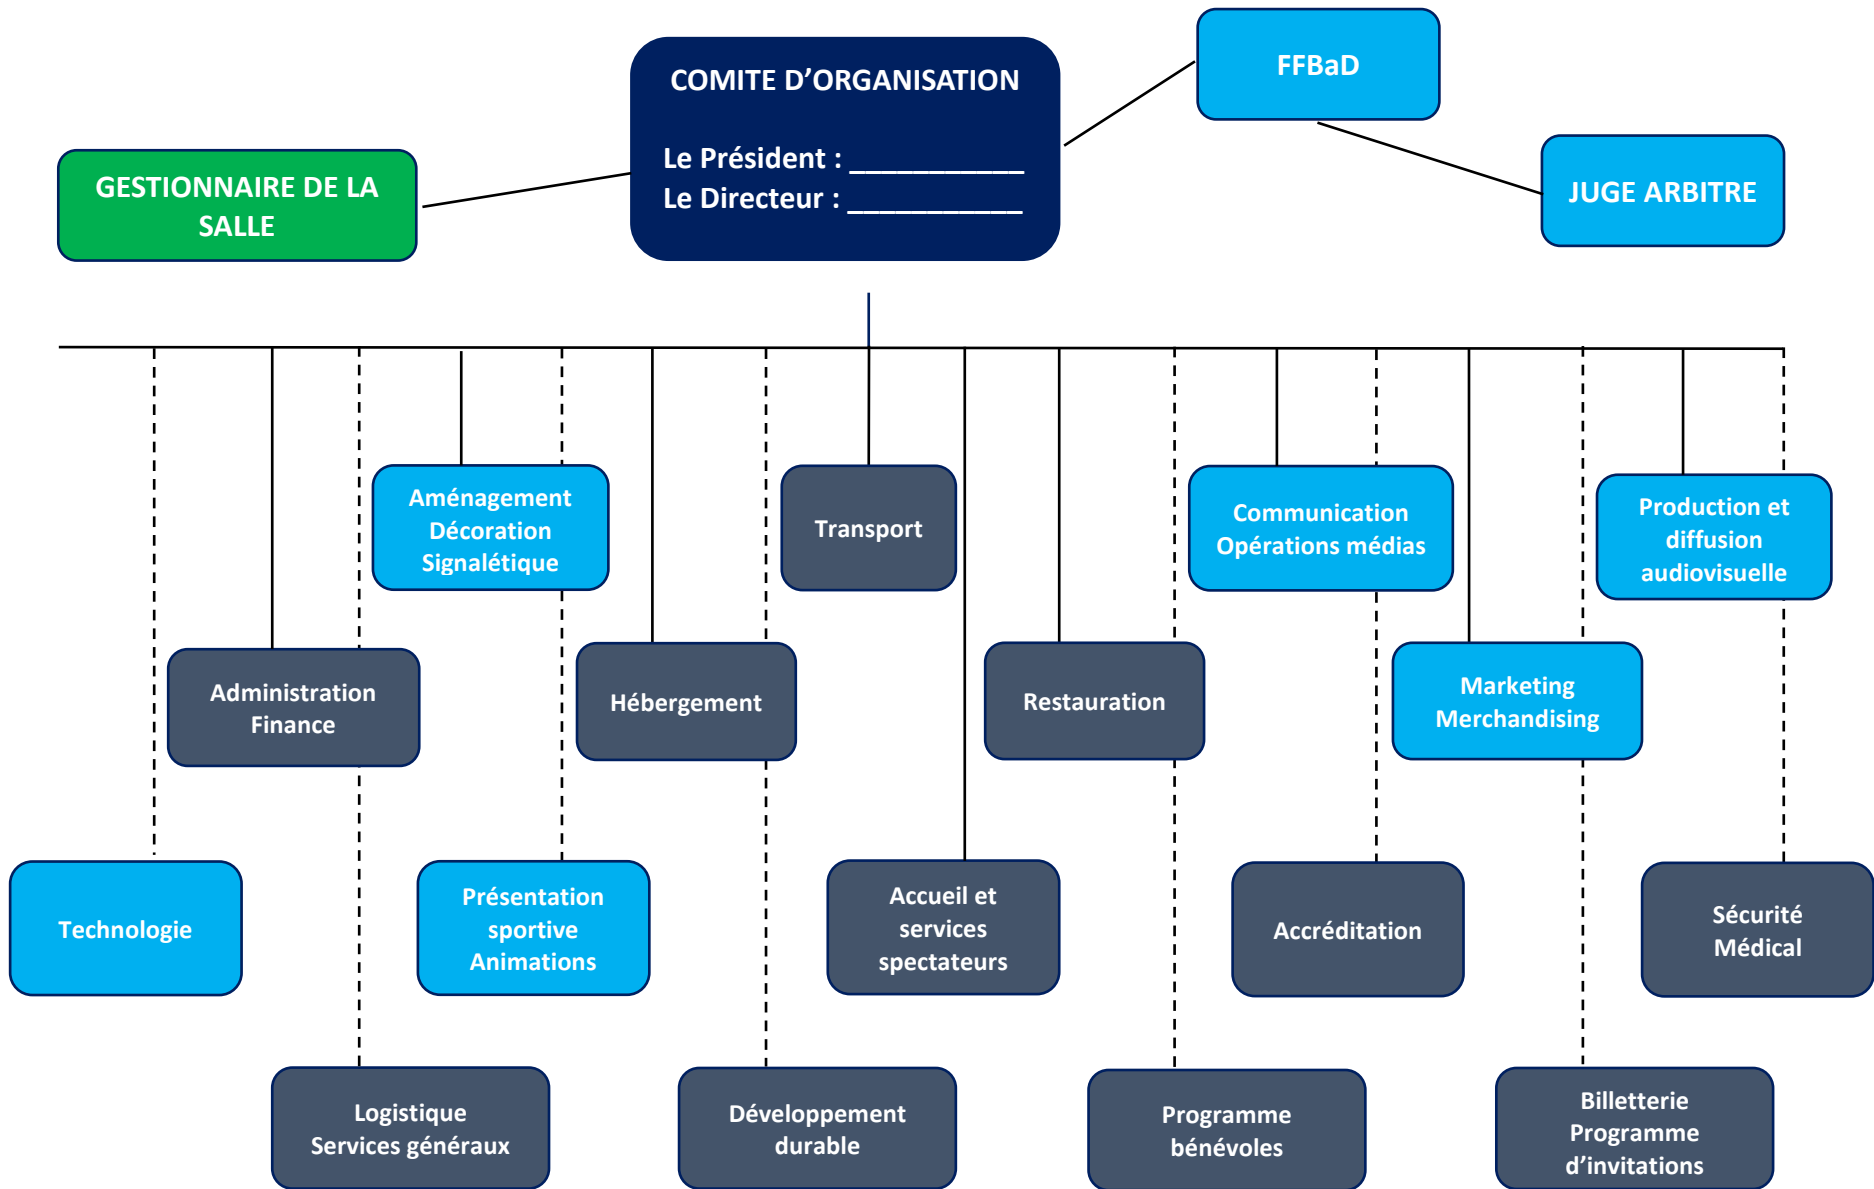 COMITE D'ORGANISATION
Le Président : ___________
Le Directeur : ___________
FFBaD
JUGE ARBITRE
GESTIONNAIRE DE LA
SALLE
Aménagement
Décoration
Signalétique
Transport
Communication
Opérations médias
Production et
diffusion
audiovisuelle
Administration
Finance
Hébergement
Restauration
Marketing
Merchandising
Technologie
Présentation
sportive
Animations
Accueil et
services
spectateurs
Accréditation
Sécurité
Médical
Logistique
Services généraux
Développement
durable
Programme
bénévoles
Billetterie
Programme
d'invitations